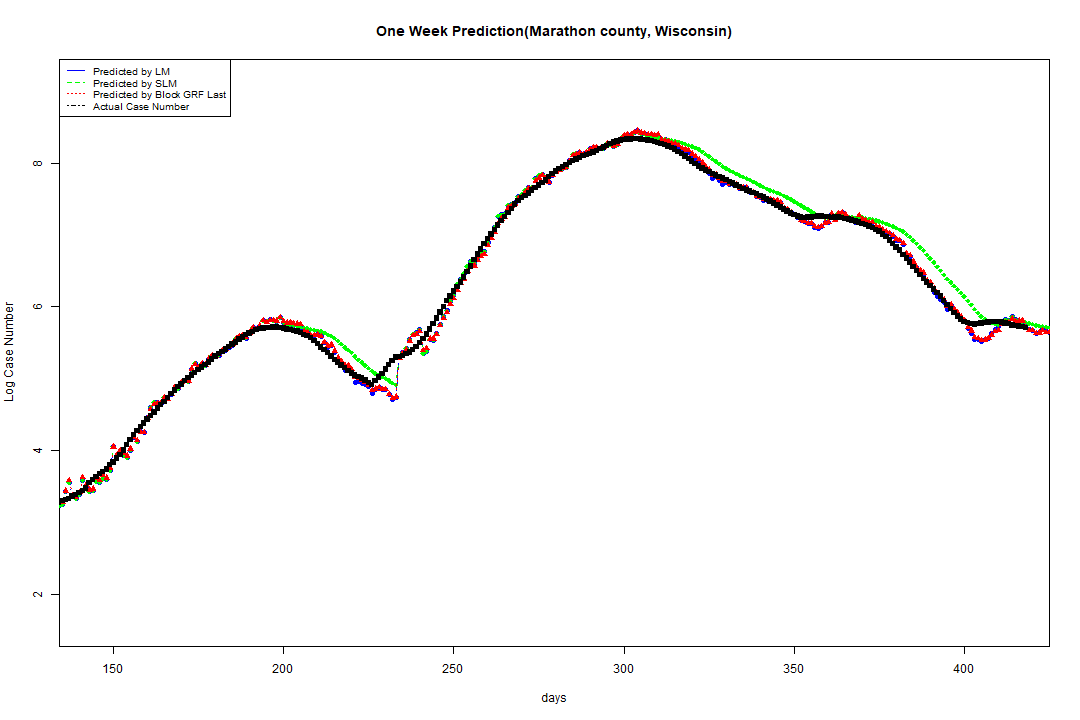 One Week Prediction(Marathon county, Wisconsin)
Predicted by LM
Predicted by SLM
Predicted by Block GRF Last
Actual Case Number
8
6
4
2
Log Case Number
150 200 250 300 350 400
days